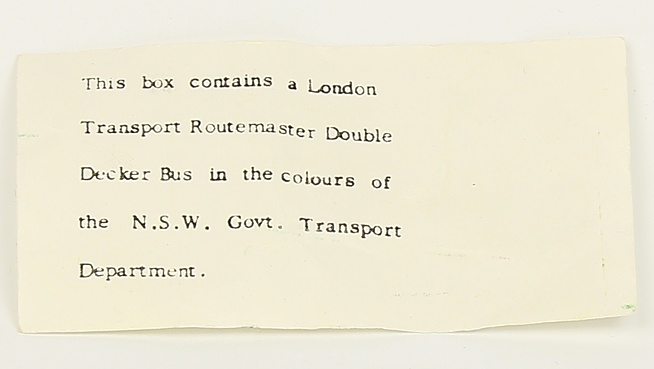 This box contains a London
Transport Routemaster Double
Decker Bus in the colours of
the N.S.W. Govt. Transport
Department.